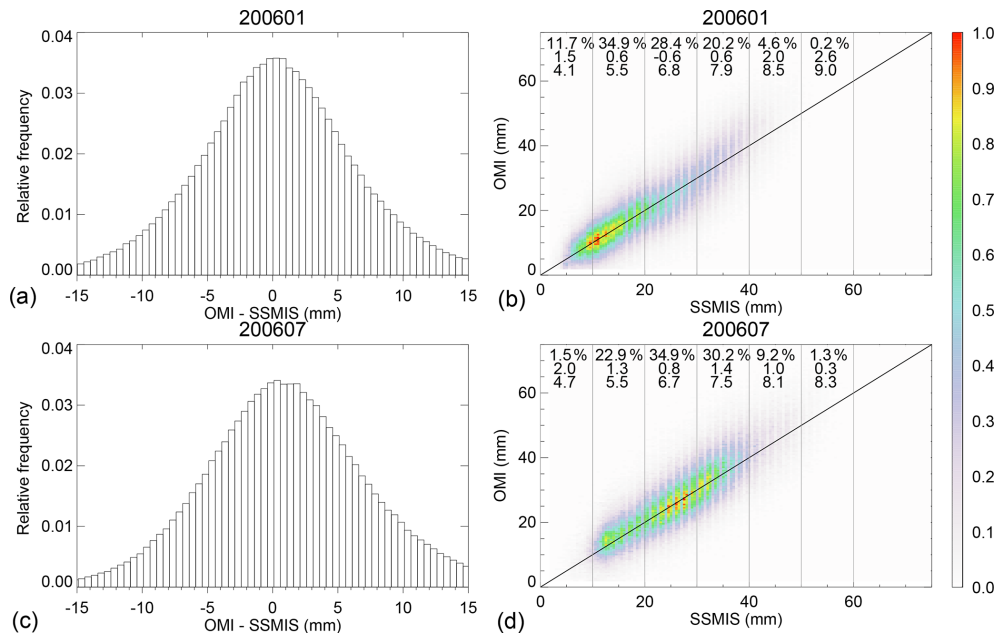 200601
0.04
0.03
0.02
0.01
0.00
Relative frequency
-15 -10 -5 0 5 10 15
OMI - SSMIS (mm)
(a)
200601
11.7 % 34.9 % 28.4 % 20.2 % 4.6 % 0.2 %
1.5 0.6 -0.6 0.6 2.0 2.6
4.1 5.5 6.8 7.9 8.5 9.0
60
40
20
0
OMI (mm)
0 20 40 60
SSMIS (mm)
(b)
200607
0.04
0.03
0.02
0.01
0.00
Relative frequency
-15 -10 -5 0 5 10 15
OMI - SSMIS (mm)
(c)
200607
1.5 % 22.9 % 34.9 % 30.2 % 9.2 % 1.3 %
2.0 1.3 0.8 1.4 1.0 0.3
4.7 5.5 6.7 7.5 8.1 8.3
60
40
20
0
OMI (mm)
0 20 40 60
SSMIS (mm)
(d)
1.0
0.9
0.8
0.7
0.6
0.5
0.4
0.3
0.2
0.1
0.0